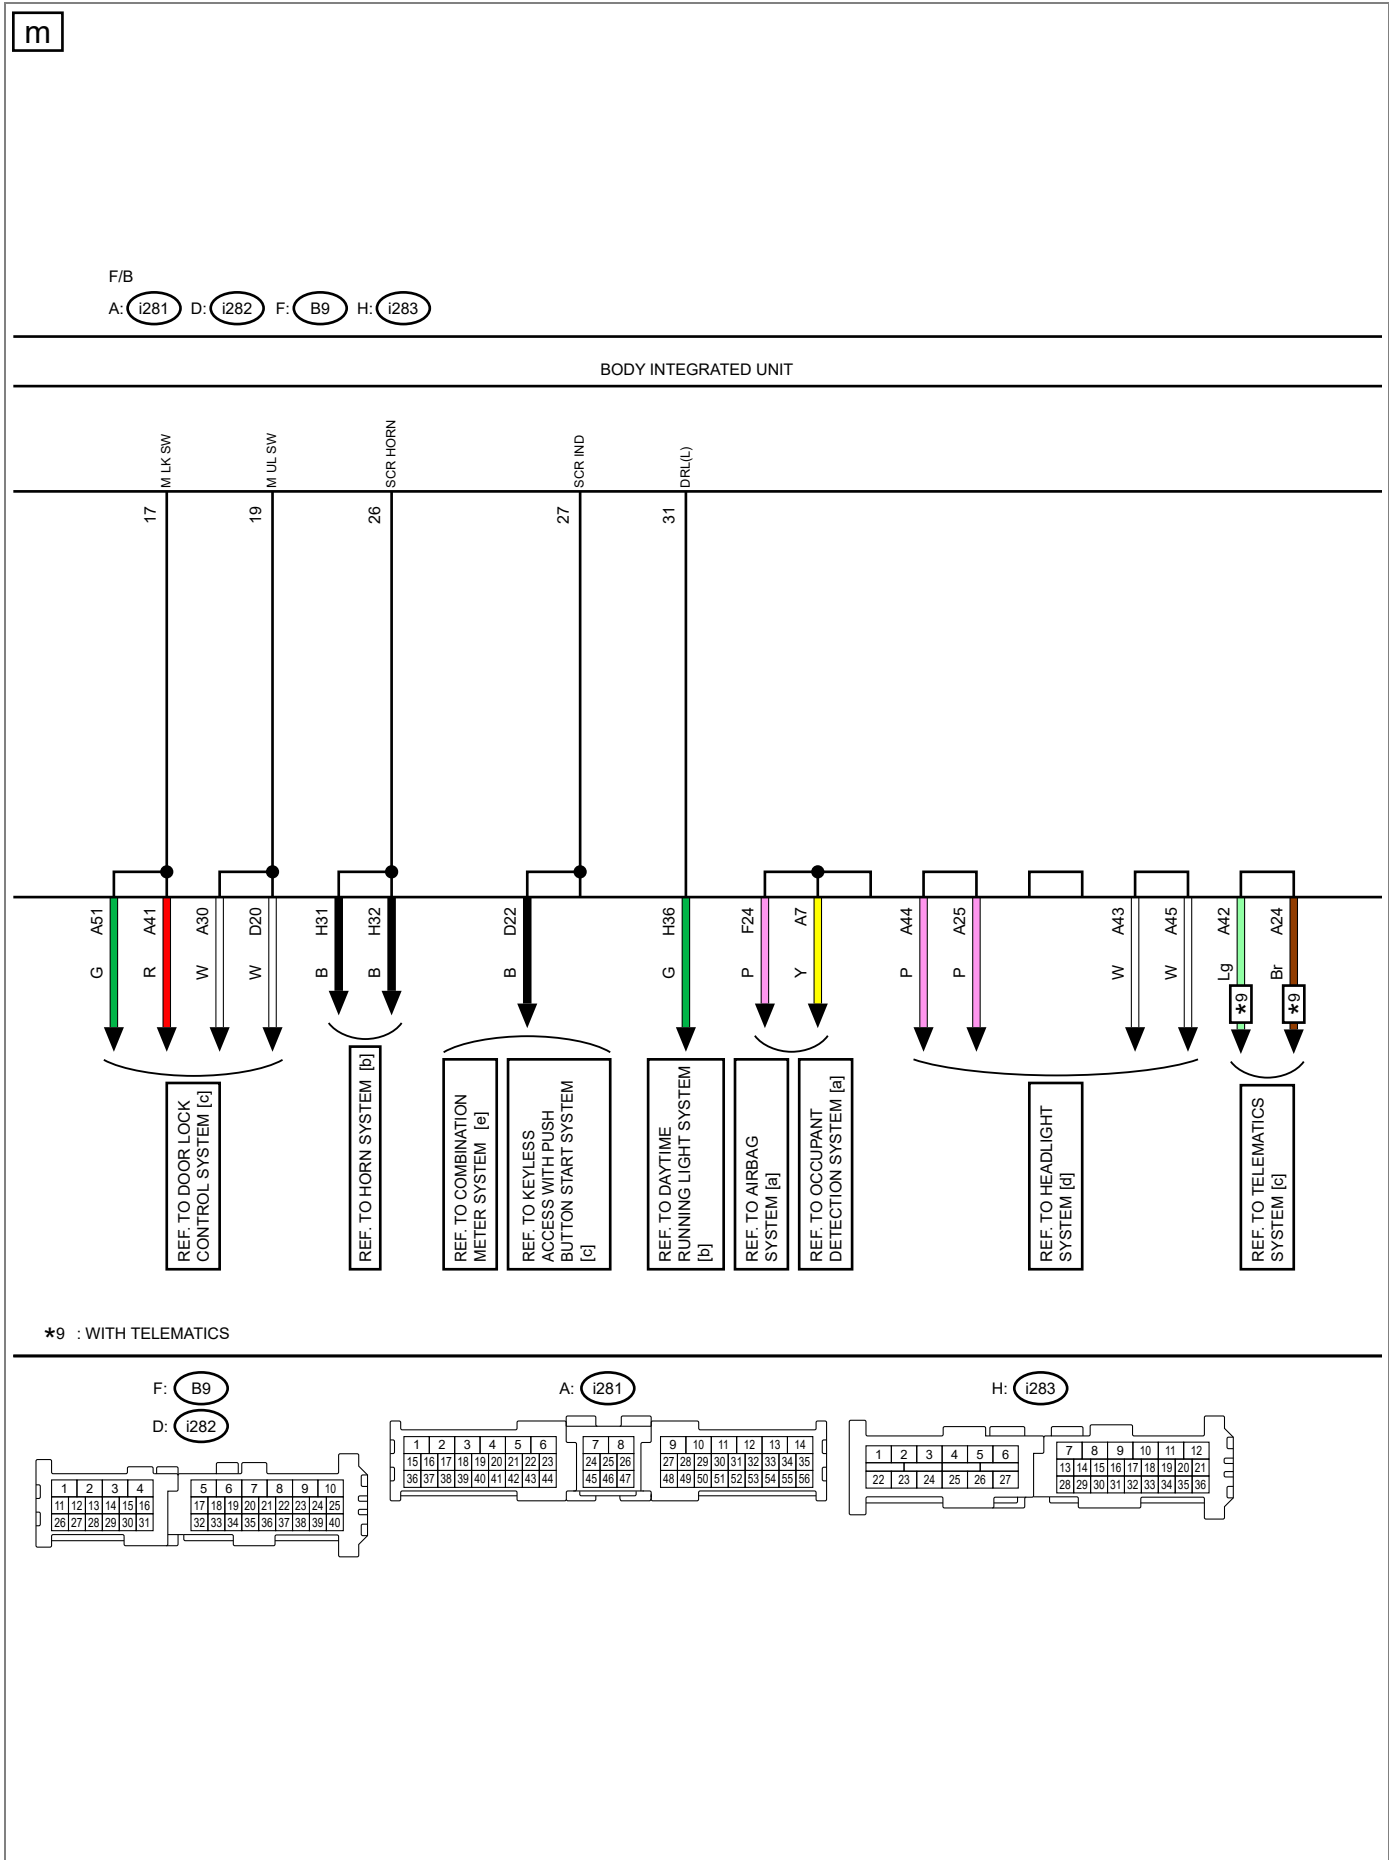 m
F/B
A: i281 D: i282 F: B9 H: i283
BODY INTEGRATED UNIT
M LK SW
M UL SW
SCR HORN
SCR IND
DRL(L)
17
19
26
27
31
A51
A41
A30
D20
H31
H32
D22
H36
F24
A7
A44
A25
A43
A45
A42
A24
G
R
W
W
B
B
B
G
P
Y
P
P
W
W
Lg
Br
*9
*9
REF. TO DOOR LOCK
CONTROL SYSTEM [c]
REF. TO HORN SYSTEM [b]
REF. TO COMBINATION
METER SYSTEM [e]
REF. TO KEYLESS
ACCESS WITH PUSH
BUTTON START SYSTEM
[c]
REF. TO DAYTIME
RUNNING LIGHT SYSTEM
[b]
REF. TO AIRBAG
SYSTEM [a]
REF. TO OCCUPANT
DETECTION SYSTEM [a]
REF. TO HEADLIGHT
SYSTEM [d]
REF. TO TELEMATICS
SYSTEM [c]
*9 : WITH TELEMATICS
F: B9
D: i282
1 2 3 4 5 6 7 8 9 10
11 12 13 14 15 16 17 18 19 20 21 22 23 24 25
26 27 28 29 30 31 32 33 34 35 36 37 38 39 40
A: i281
1 2 3 4 5 6 7 8 9 10 11 12 13 14
15 16 17 18 19 20 21 22 23 24 25 26 27 28 29 30 31 32 33 34 35
36 37 38 39 40 41 42 43 44 45 46 47 48 49 50 51 52 53 54 55 56
H: i283
1 2 3 4 5 6 7 8 9 10 11 12
13 14 15 16 17 18 19 20 21
22 23 24 25 26 27 28 29 30 31 32 33 34 35 36